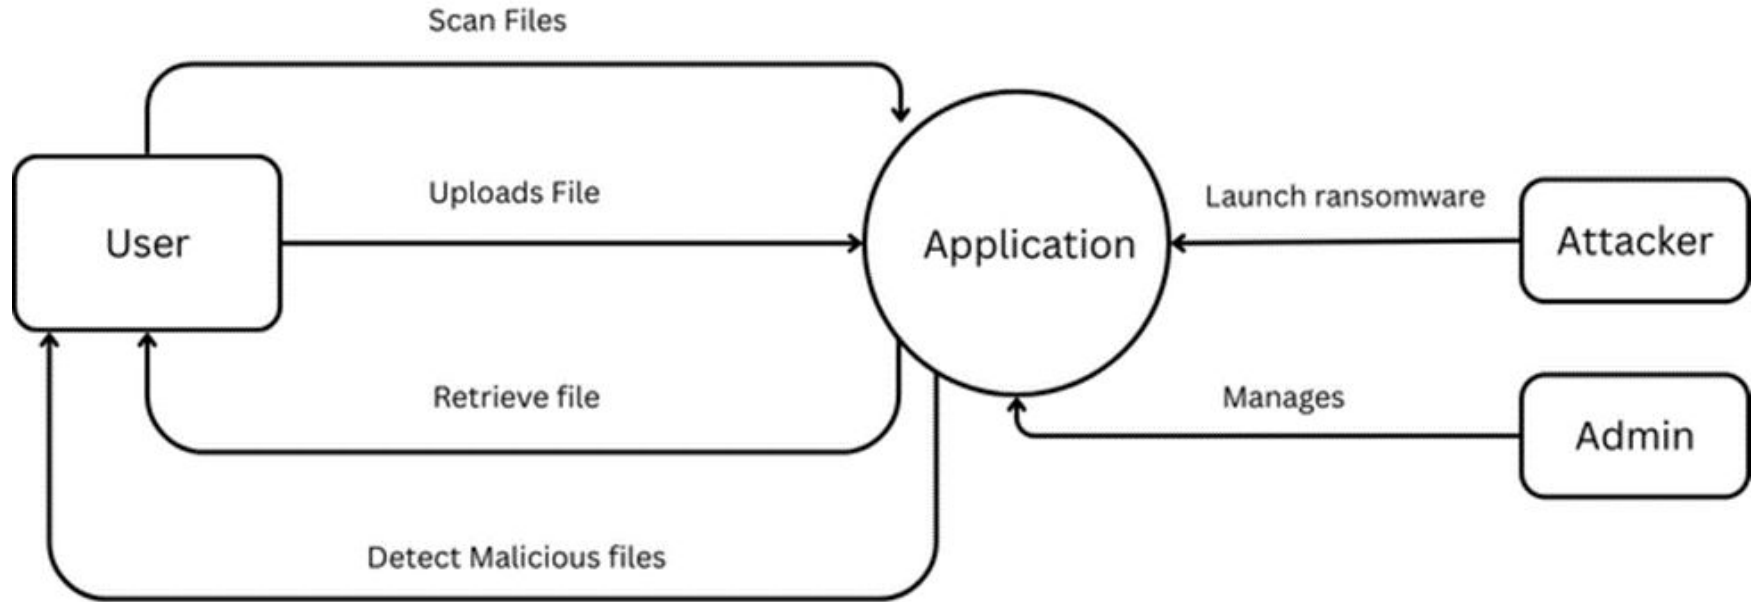 Scan Files
Uploads File
User
Application
Launch ransomware
Attacker
Retrieve file
Manages
Admin
Detect Malicious files